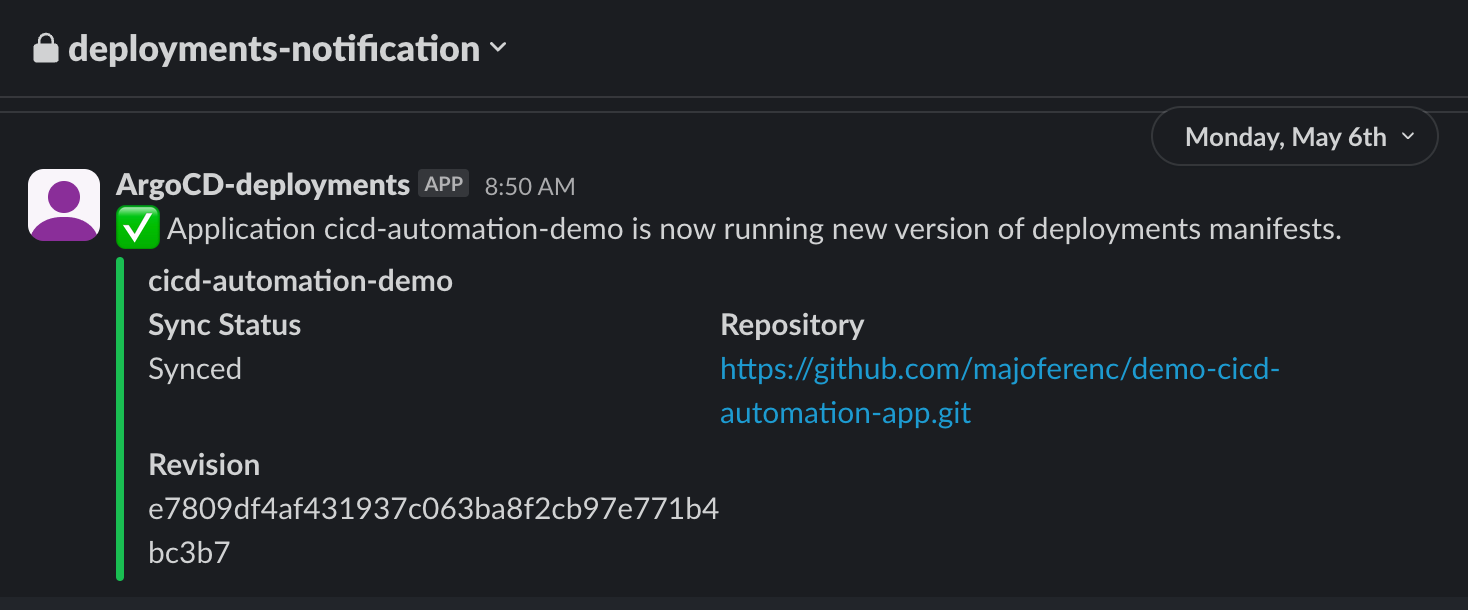 deployments-notification
Monday, May 6th
ArgoCD-deployments APP 8:50 AM
Application cicd-automation-demo is now running new version of deployments manifests.
cicd-automation-demo
Sync Status
Synced
Repository
https://github.com/majoferenc/demo-cicd-
automation-app.git
Revision
e7809df4af431937c063ba8f2cb97e771b4
bc3b7